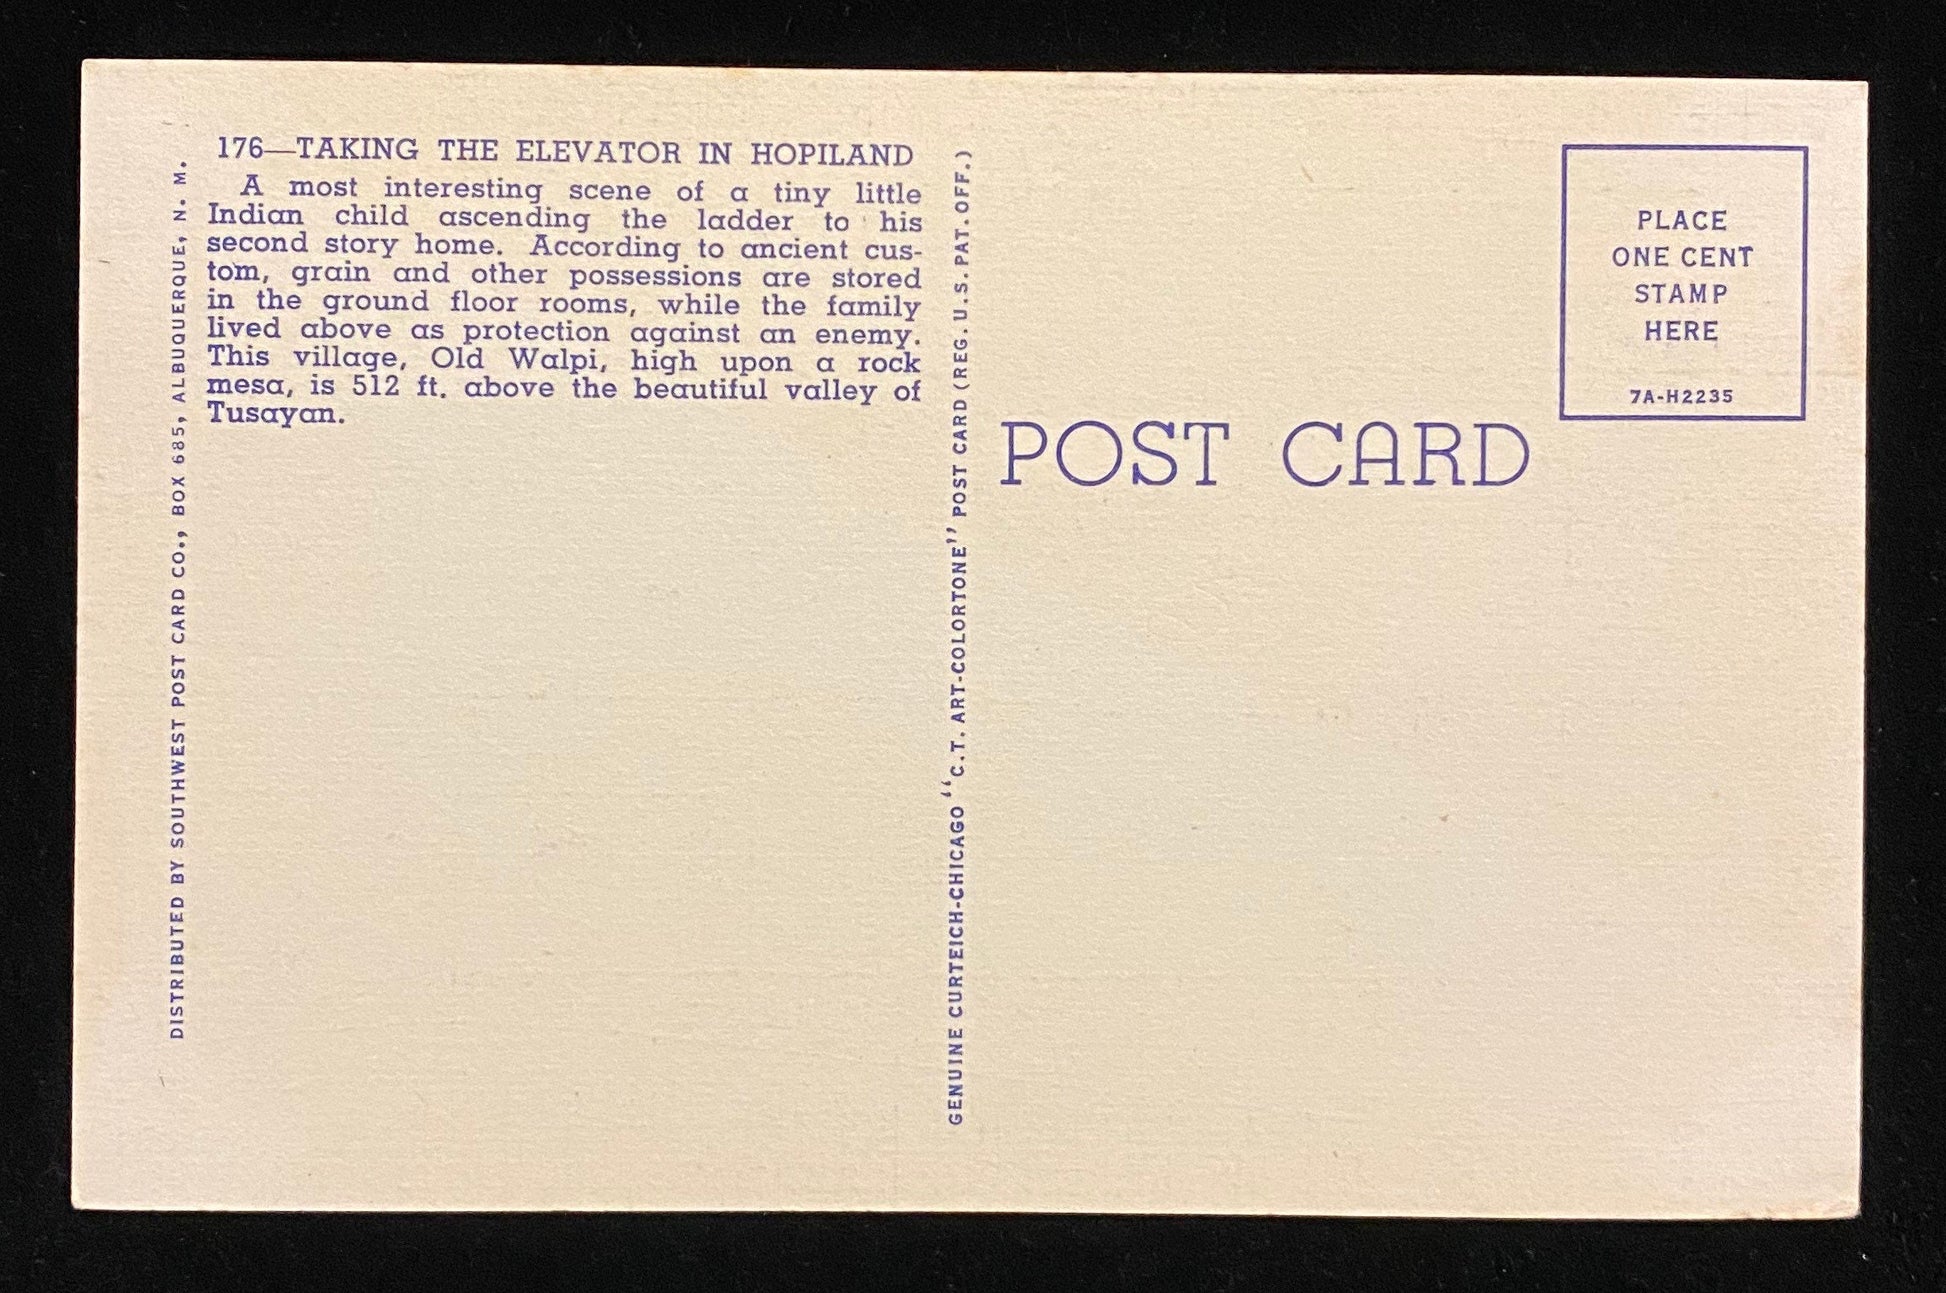 176—TAKING THE ELEVATOR IN HOPILAND
A most interesting scene of a tiny little
Indian child ascending the ladder to his
second story home. According to ancient cus-
tom, grain and other possessions are stored
in the ground floor rooms, while the family
lived above as protection against an enemy.
This village, Old Walpi, high upon a rock
mesa, is 512 ft. above the beautiful valley of
Tusayan.
DISTRIBUTED BY SOUTHWEST POST CARD CO., BOX 685, ALBUQUERQUE, N. M.
GENUINE CURTEICH-CHICAGO "C.T. ART-COLORTONE" POST CARD (REG. U.S. PAT. OFF.)
POST CARD
PLACE
ONE CENT
STAMP
HERE
7A-H2235